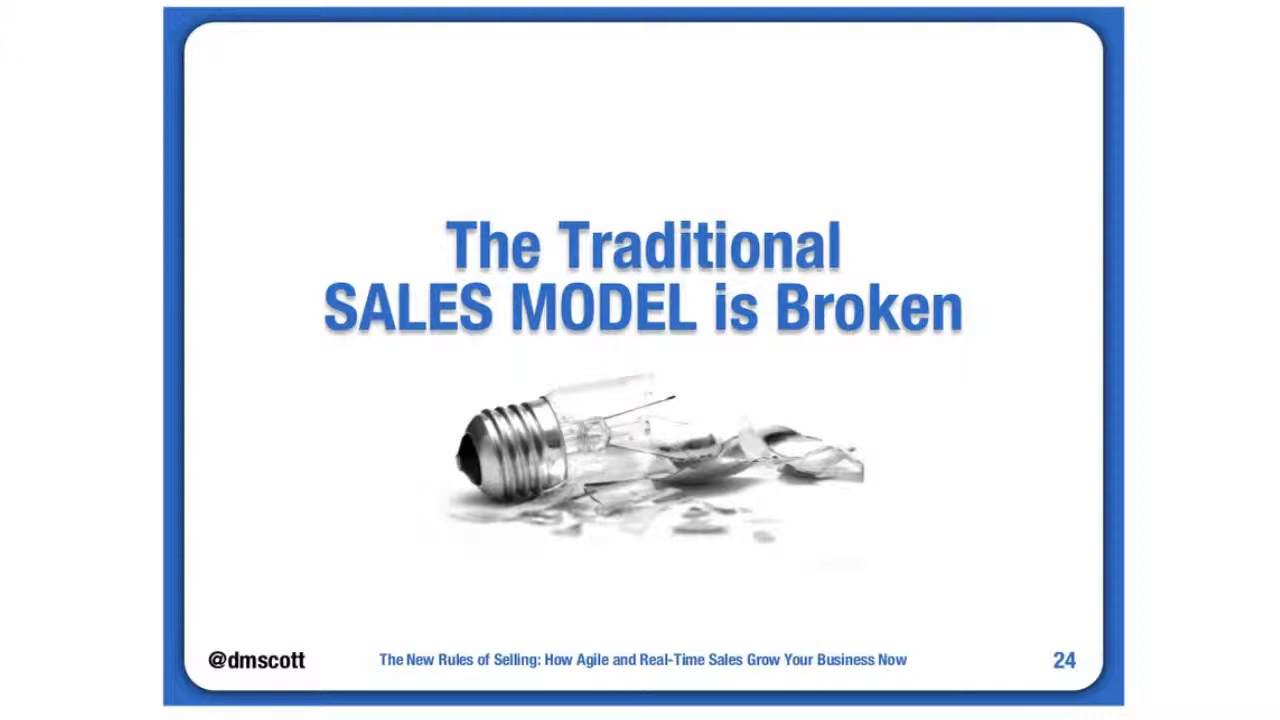 The Traditional
SALES MODEL is Broken
@dmscott
The New Rules of Selling: How Agile and Real-Time Sales Grow Your Business Now
24